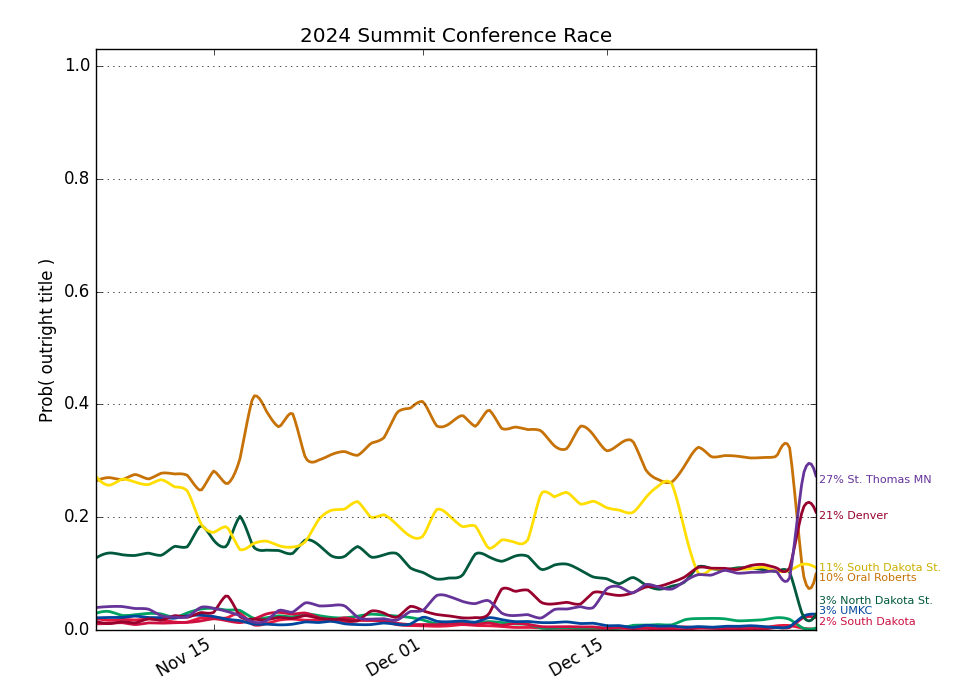 2024 Summit Conference Race
Prob( outright title )
1.0
0.8
0.6
0.4
0.2
0.0
Nov 15
Dec 01
Dec 15
27% St. Thomas MN
21% Denver
11% South Dakota St.
10% Oral Roberts
3% North Dakota St.
3% UMKC
2% South Dakota